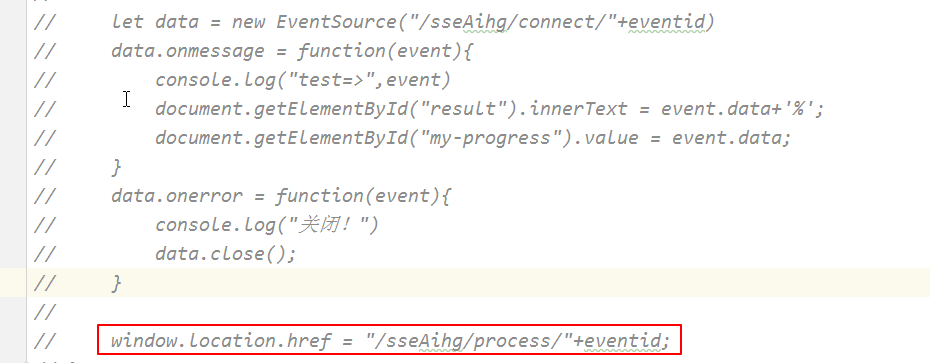 //    let data = new EventSource("/sseAihg/connect/"+eventid)
//    data.onmessage = function(event){
//        console.log("test=>",event)
//        document.getElementById("result").innerText = event.data+'%';
//        document.getElementById("my-progress").value = event.data;
//    }
//    data.onerror = function(event){
//        console.log("关闭！")
//        data.close();
//    }
//
//    window.location.href = "/sseAihg/process/"+eventid;